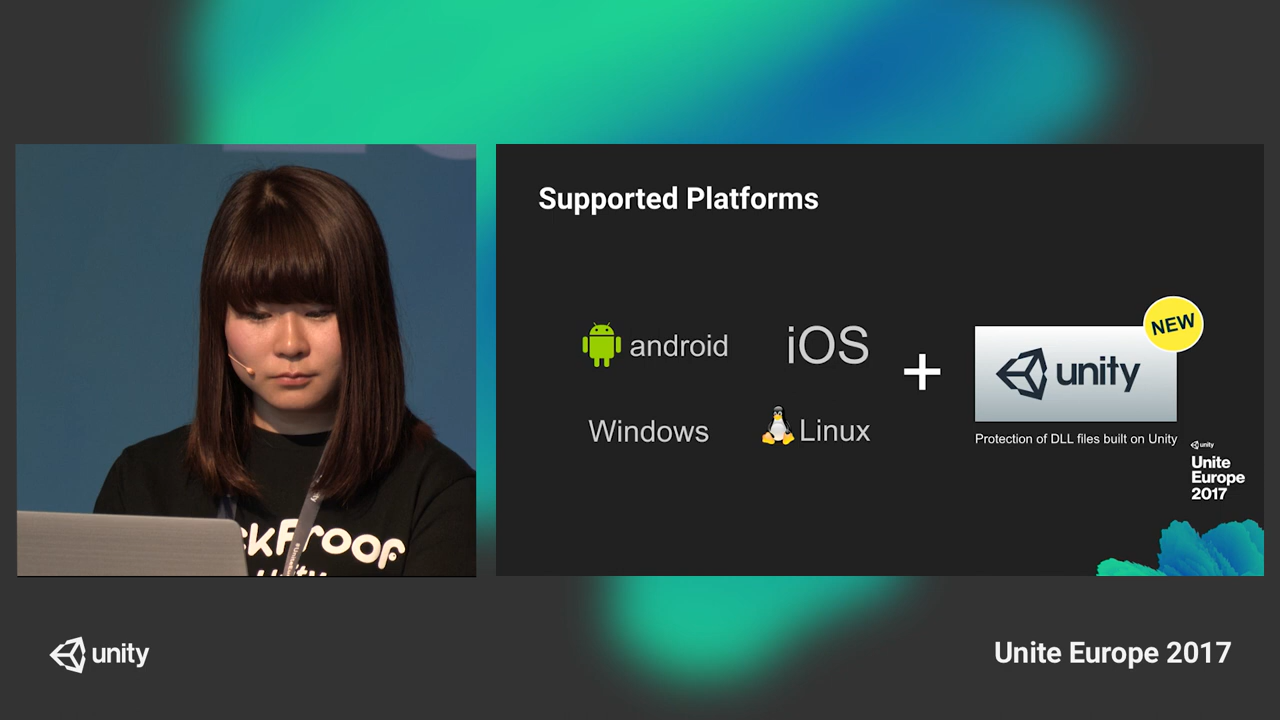 Supported Platforms
android
iOS
Windows
Linux
+
unity
NEW
Protection of DLL files built on Unity
unity
Unite
Europe
2017
unity
Unite Europe 2017